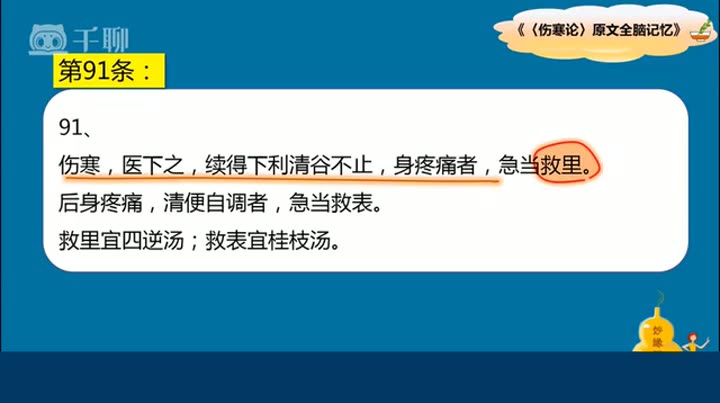 千聊
《〈伤寒论〉原文全脑记忆》
第91条：
91、
伤寒，医下之，续得下利清谷不止，身疼痛者，急当救里。
后身疼痛，清便自调者，急当救表。
救里宜四逆汤；救表宜桂枝汤。
妙缘